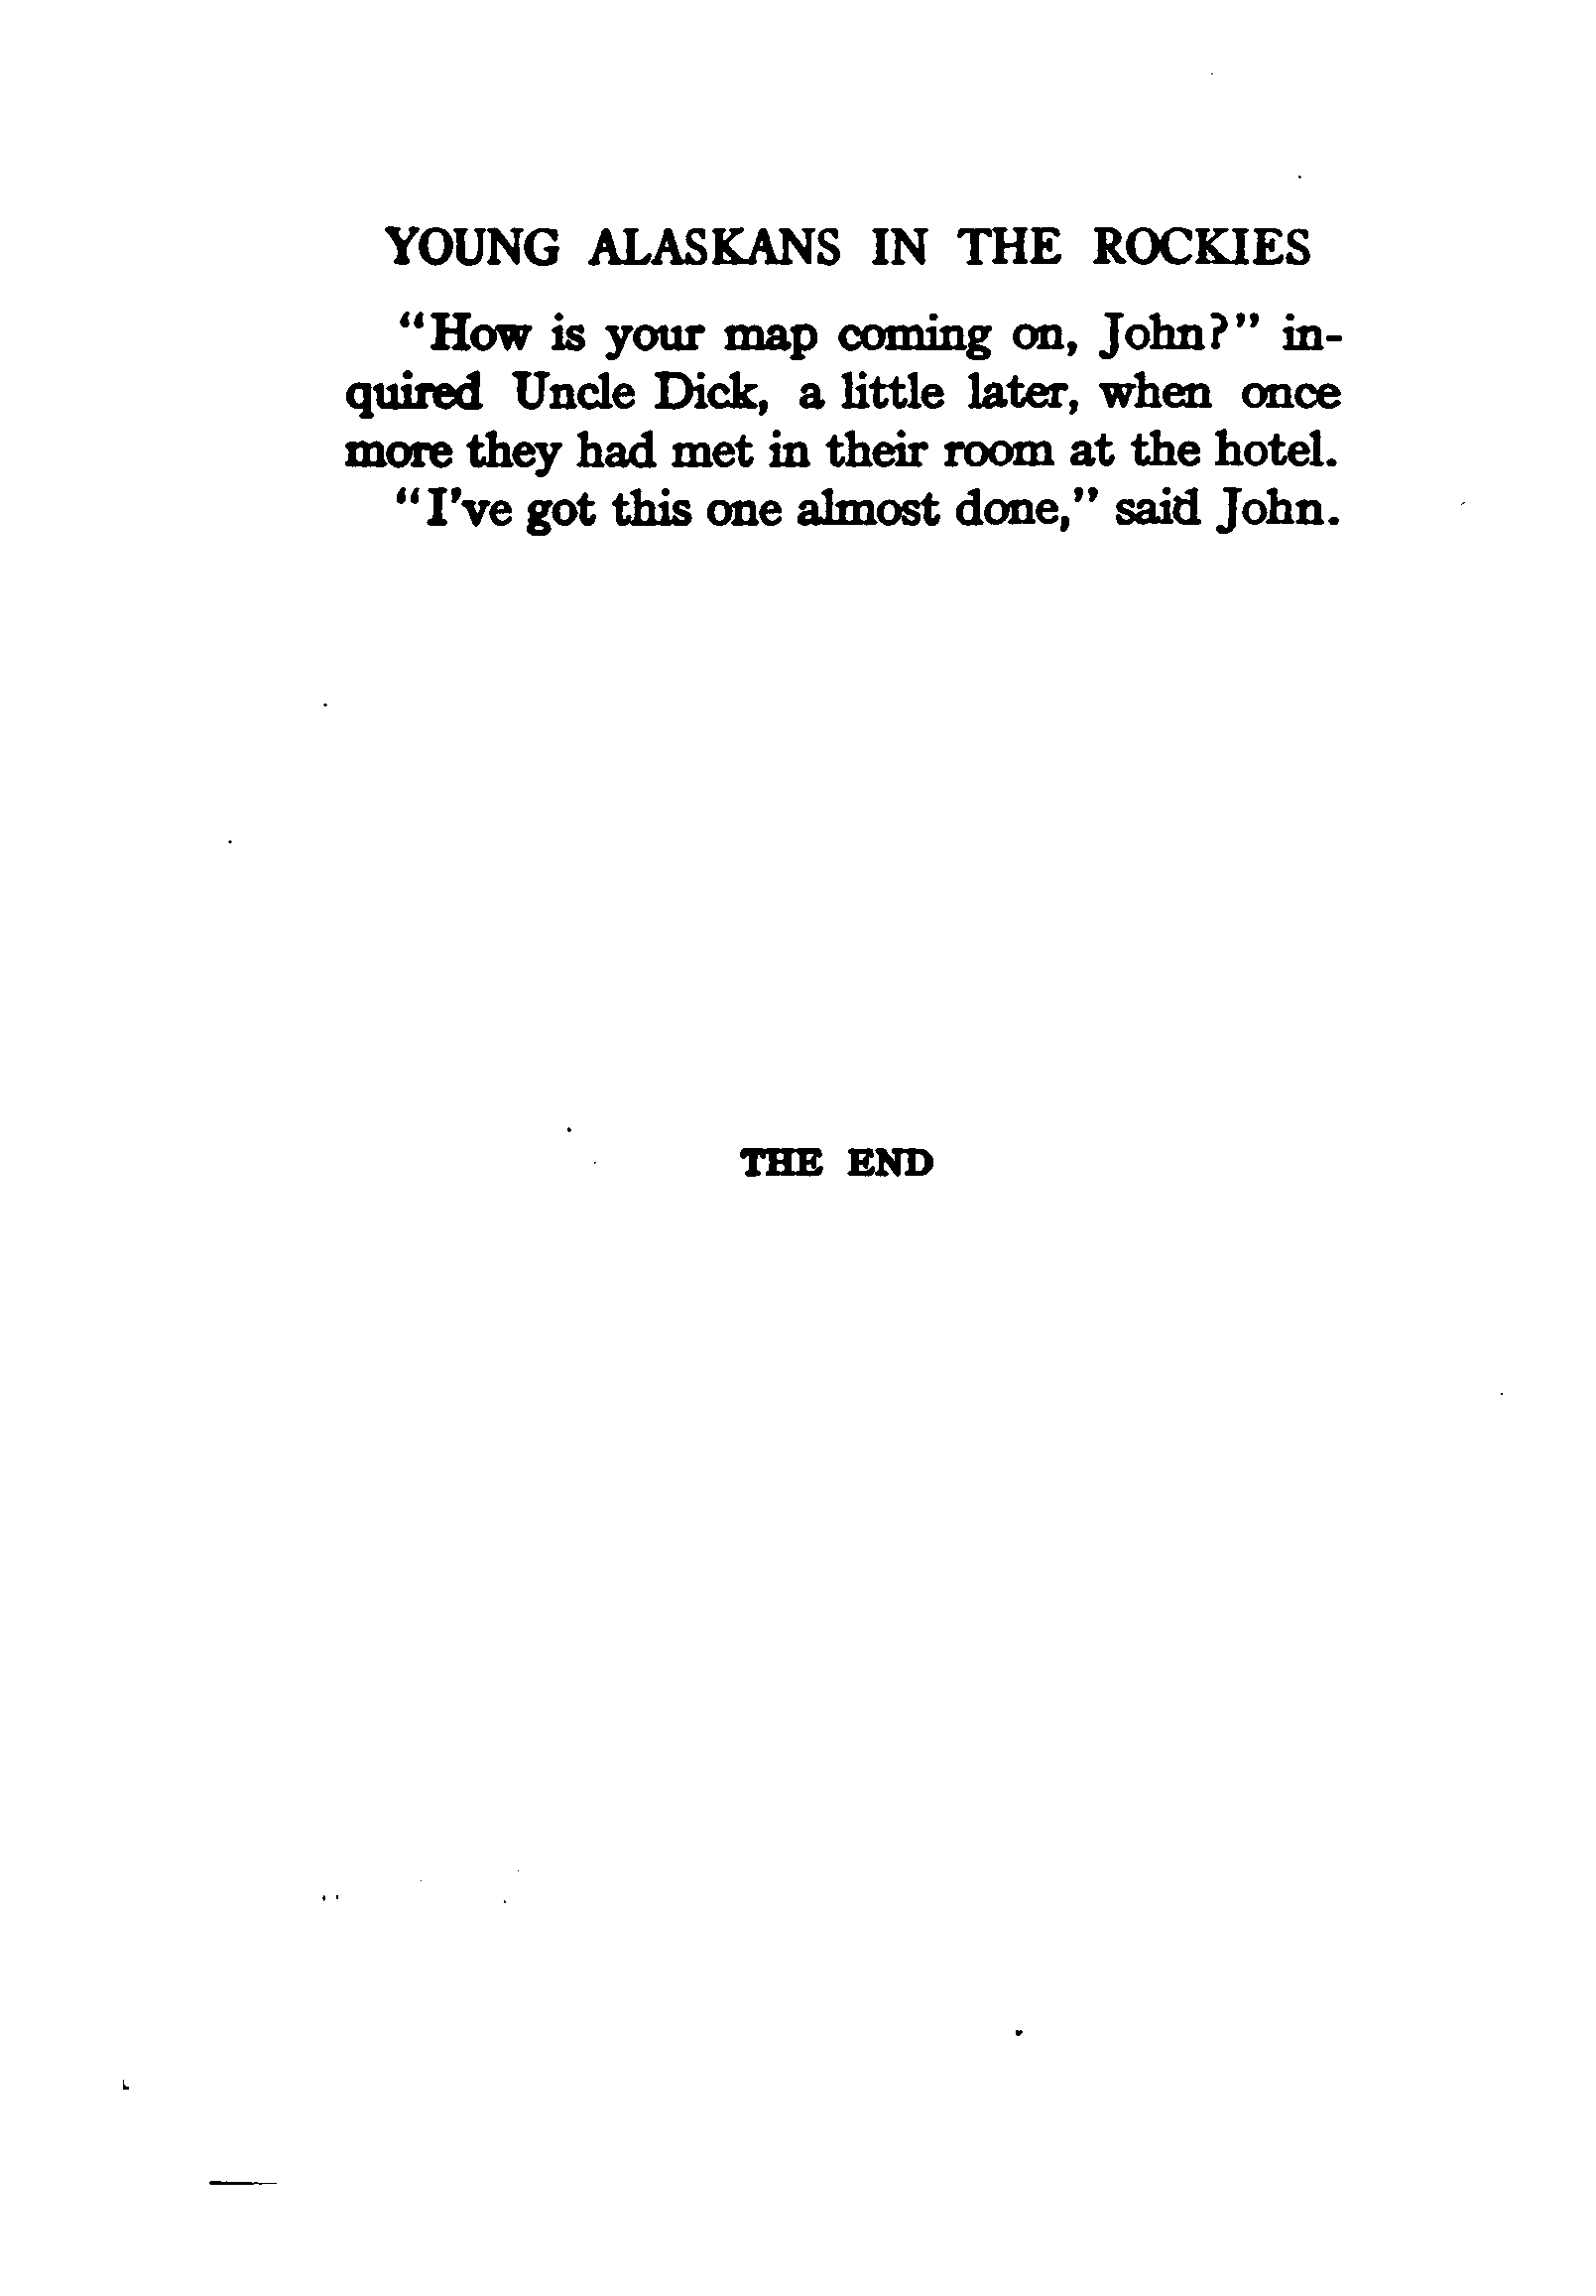 YOUNG ALASKANS IN THE ROCKIES
"How is your map coming on, John?" in-
quired Uncle Dick, a little later, when once
more they had met in their room at the hotel.
"I've got this one almost done," said John.
THE END